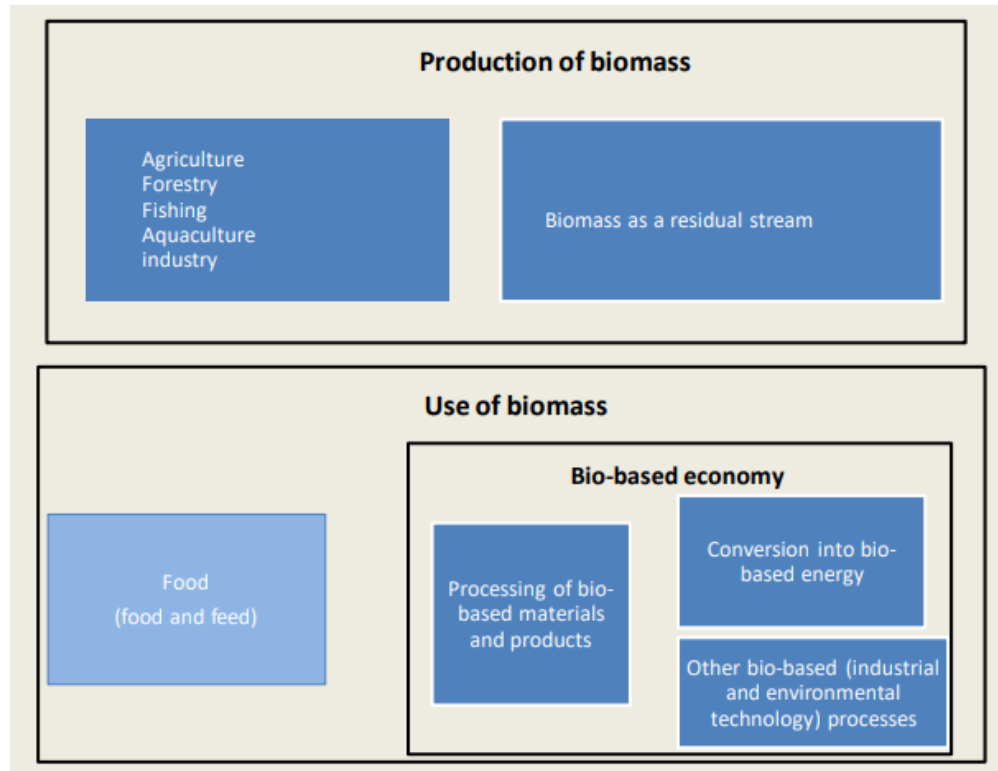 Production of biomass
Agriculture
Forestry
Fishing
Aquaculture
industry
Biomass as a residual stream
Use of biomass
Food
(food and feed)
Bio-based economy
Processing of bio-
based materials
and products
Conversion into bio-
based energy
Other bio-based (industrial
and environmental
technology) processes